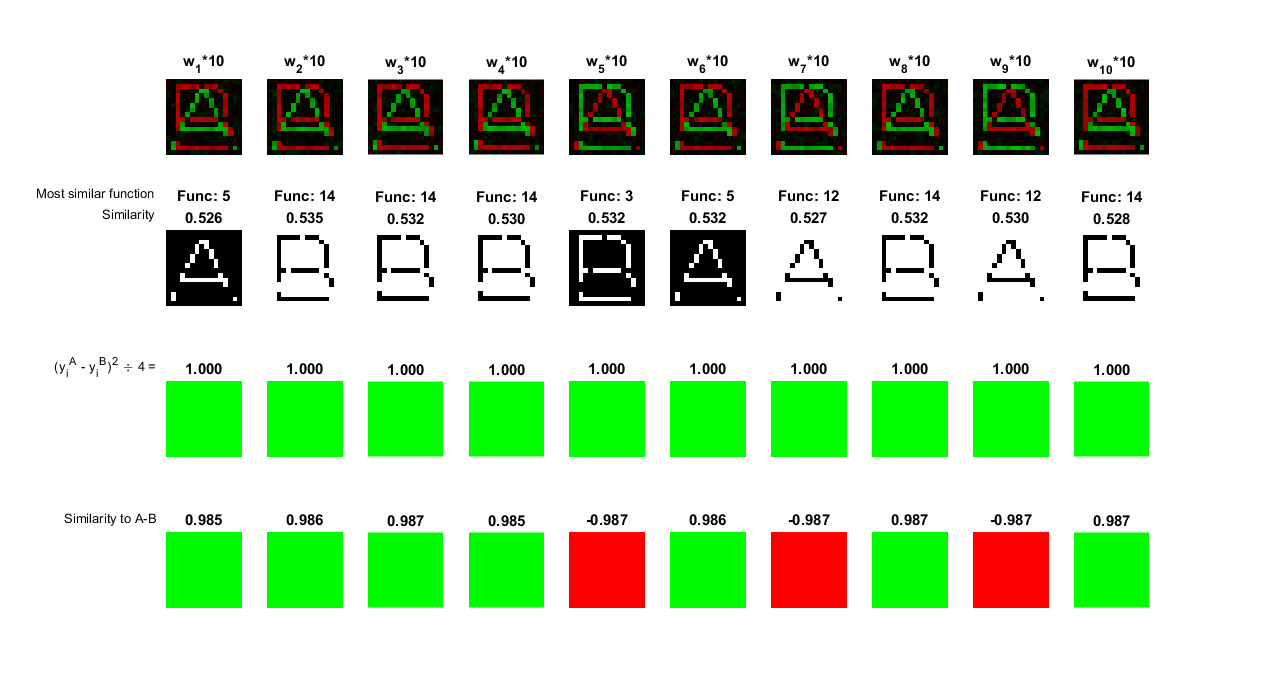 w1*10 w2*10 w3*10 w4*10 w5*10 w6*10 w7*10 w8*10 w9*10 w10*10
Most similar function Func: 5 Func: 14 Func: 14 Func: 14 Func: 3 Func: 5 Func: 12 Func: 14 Func: 12 Func: 14
Similarity 0.526 0.535 0.532 0.530 0.532 0.532 0.527 0.532 0.530 0.528
(yiA - yiB)2 ÷ 4 = 1.000 1.000 1.000 1.000 1.000 1.000 1.000 1.000 1.000 1.000
Similarity to A-B 0.985 0.986 0.987 0.985 -0.987 0.986 -0.987 0.987 -0.987 0.987